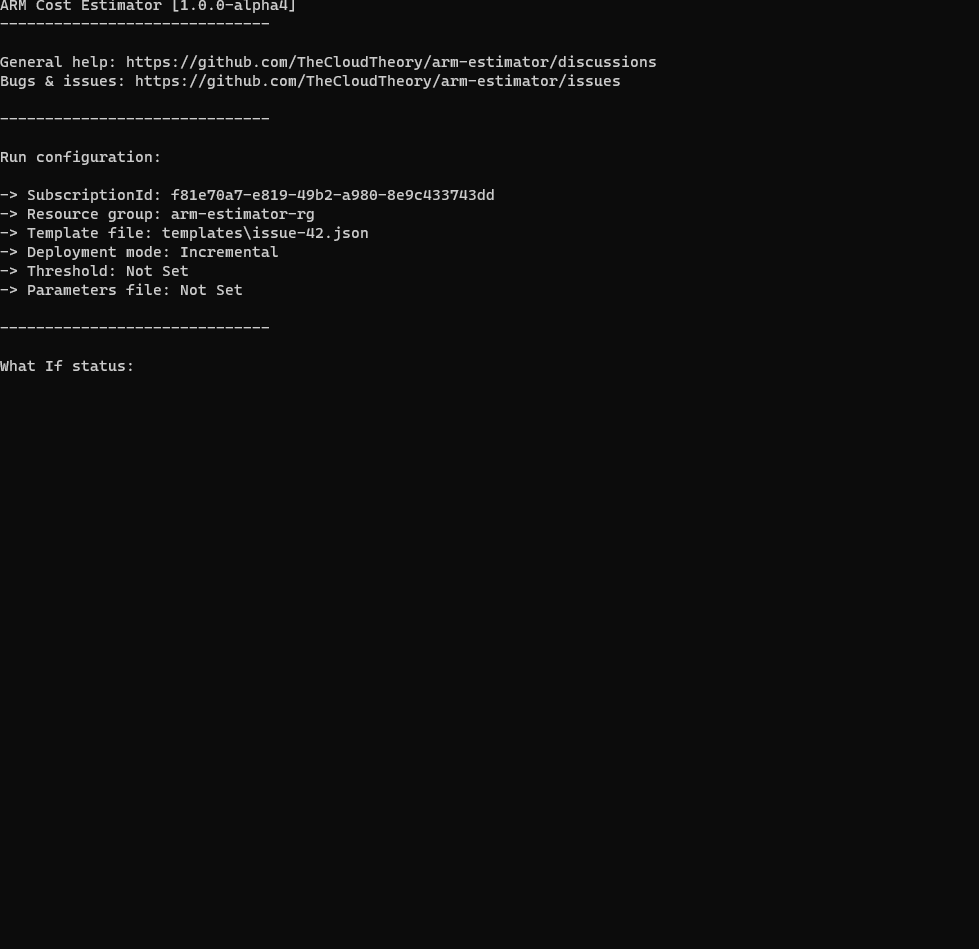 ARM Cost Estimator [1.0.0-alpha4]
------------------------------
General help: https://github.com/TheCloudTheory/arm-estimator/discussions
Bugs & issues: https://github.com/TheCloudTheory/arm-estimator/issues
------------------------------
Run configuration:
-> SubscriptionId: f81e70a7-e819-49b2-a980-8e9c433743dd
-> Resource group: arm-estimator-rg
-> Template file: templates\issue-42.json
-> Deployment mode: Incremental
-> Threshold: Not Set
-> Parameters file: Not Set
------------------------------
What If status: